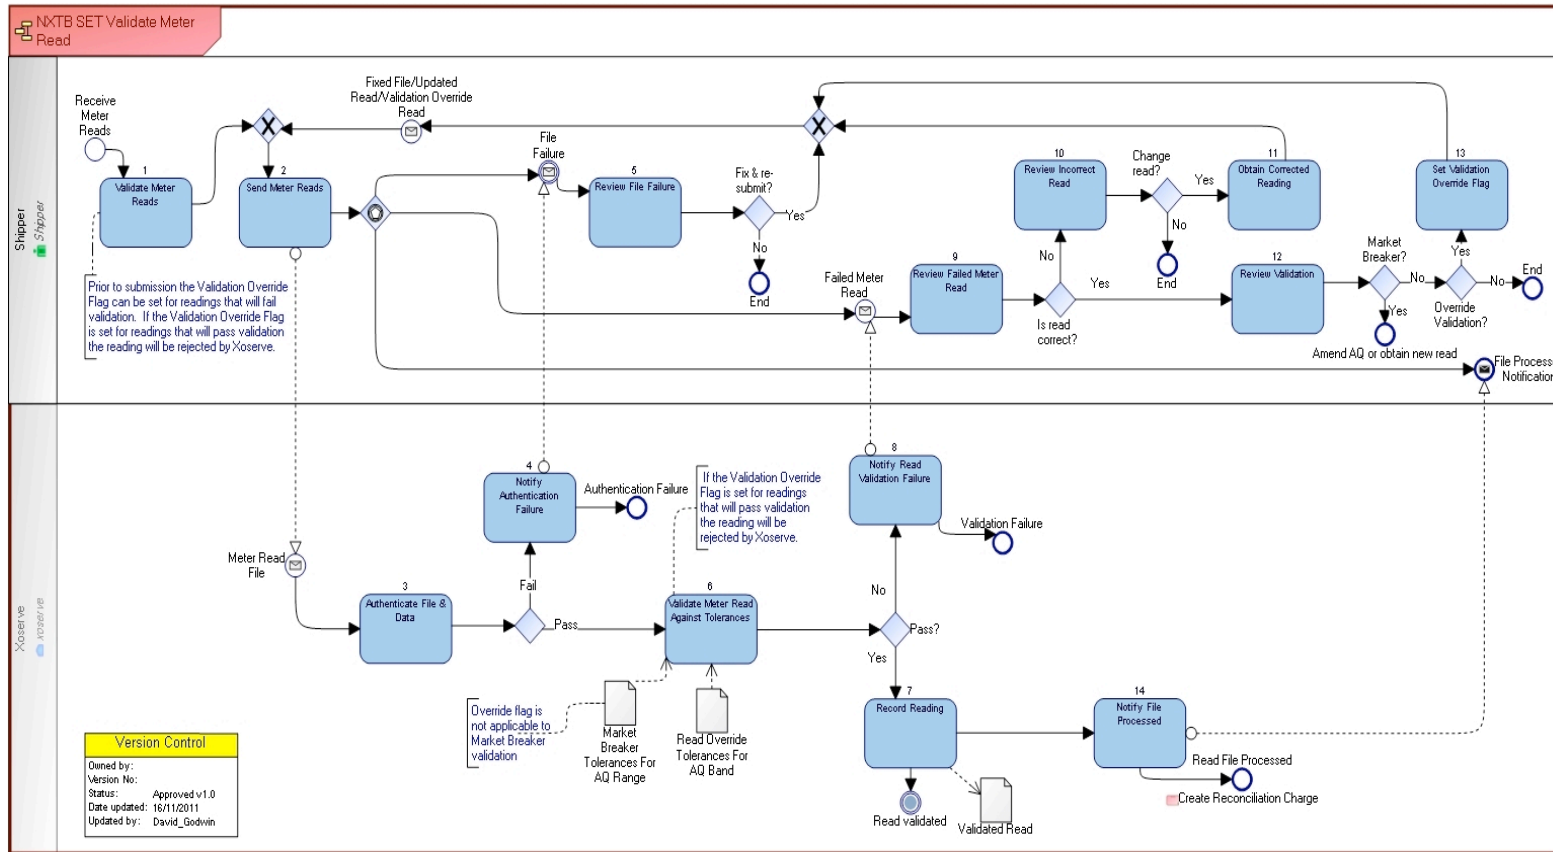 NXTB SET Validate Meter
Read
Shipper
Shipper
Receive
Meter
Reads
1
Validate Meter
Reads
Prior to submission the Validation Override
Flag can be set for readings that will fail
validation. If the Validation Override Flag
is set for readings that will pass validation
the reading will be rejected by Xoserve.
2
Send Meter Reads
Fixed File/Updated
Read/Validation Override
Read
File
Failure
5
Review File Failure
Fix & re-
submit?
Yes
No
End
Failed Meter
Read
9
Review Failed Meter
Read
Is read
correct?
No
Yes
10
Review Incorrect
Read
Change
read?
Yes
No
End
11
Obtain Corrected
Reading
12
Review Validation
Market
Breaker?
No
Yes
Amend AQ or obtain new read
13
Set Validation
Override Flag
Yes
Override
Validation?
No
End
File Processe
Notification
Xoserve
xoserve
Meter Read
File
3
Authenticate File &
Data
Fail
Pass
4
Notify
Authentication
Failure
Authentication Failure
If the Validation Override
Flag is set for readings
that will pass validation
the reading will be
rejected by Xoserve.
6
Validate Meter Read
Against Tolerances
Override flag is
not applicable to
Market Breaker
validation
Market
Breaker
Tolerances For
AQ Range
Read Override
Tolerances For
AQ Band
Pass?
No
Yes
8
Notify Read
Validation Failure
Validation Failure
7
Record Reading
Read validated
Validated Read
14
Notify File
Processed
Read File Processed
Create Reconciliation Charge
Version Control
Owned by:
Version No:
Status: Approved v1.0
Date updated: 16/11/2011
Updated by: David_Godwin